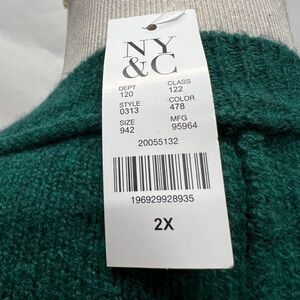 NY
&C
DEPT CLASS
120 122
STYLE COLOR
0313 478
SIZE MFG
942 95964
20055132
196929928935
2X